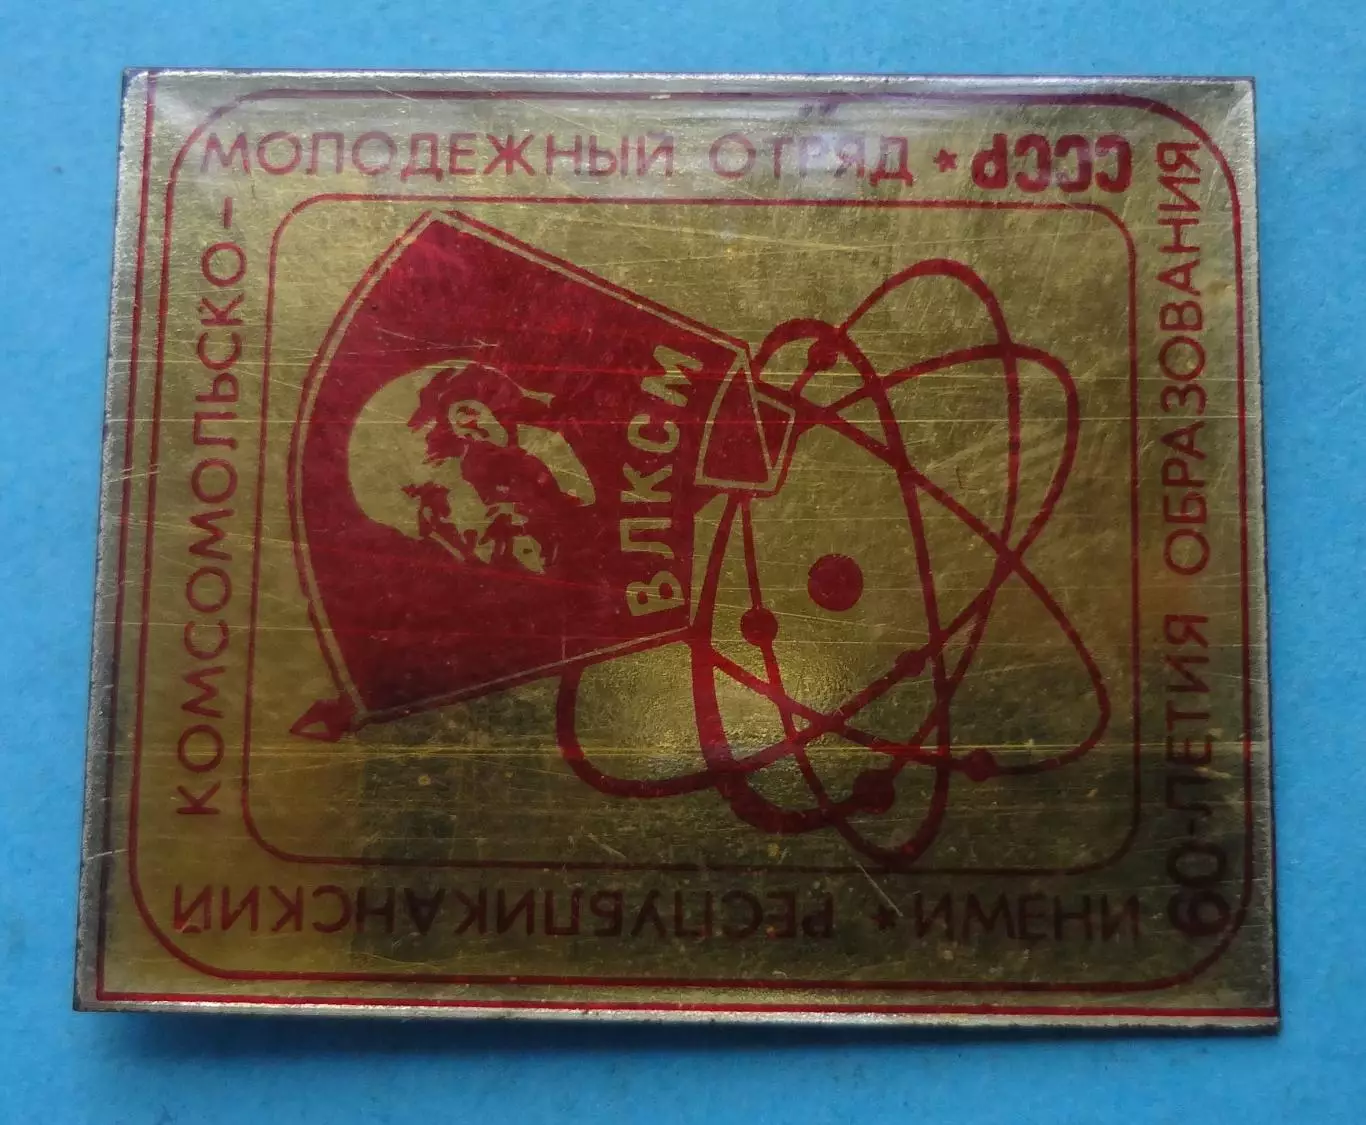 РЕСПУБЛИКАНСКИЙ
КОМСОМОЛЬСКО-
МОЛОДЕЖНЫЙ ОТРЯД ★
ИМЕНИ
60-ЛЕТИЯ ОБРАЗОВАНИЯ
СССР ★
ВЛКСМ